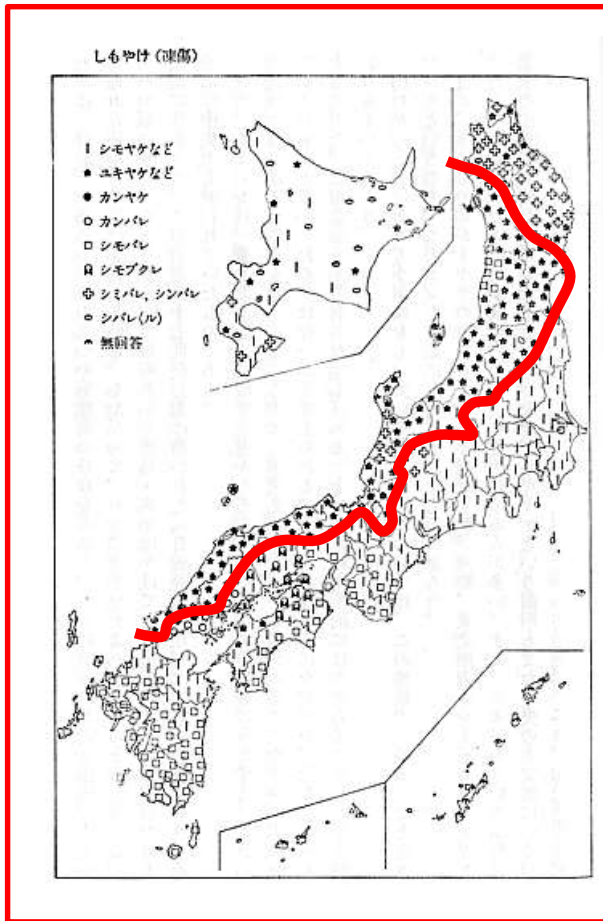 しもやけ(凍傷)
シモヤケなど
ユキヤケなど
カンヤケ
カンバレ
シモバレ
シモブクレ
シミバレ, シンバレ
シバレ(ル)
無回答